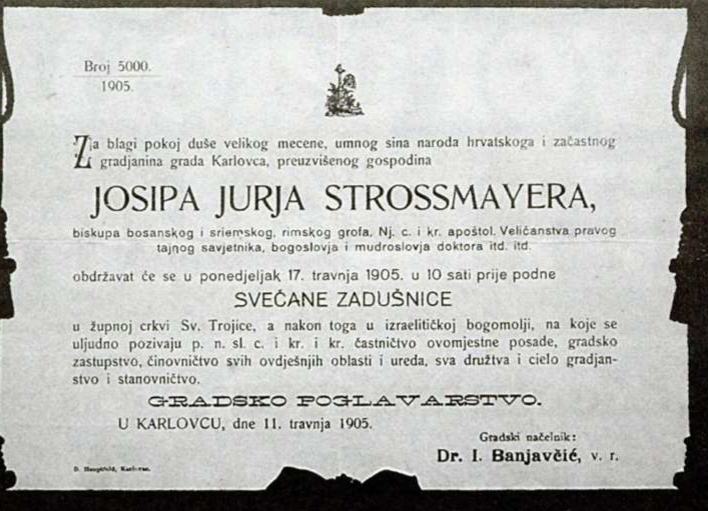 Broj 5000.
1905.
Za blagi pokoj duše velikog mecene, umnog sina naroda hrvatskoga i začastnog
gradjanina grada Karlovca, preuzvišenog gospodina
JOSIPA JURJA STROSSMAYERA,
biskupa bosanskog i sriemskog, rimskog grofa, Nj. c. i kr. apoštol. Veličanstva pravog
tajnog savjetnika, bogoslovja i mudroslovja doktora itd. itd.
obdržavat će se u ponedjeljak 17. travnja 1905. u 10 sati prije podne
SVEČANE ZADUŠNICE
u župnoj crkvi Sv. Trojice, a nakon toga u izraelitičkoj bogomolji, na koje se
uljudno pozivaju p. n. sl. c. i kr. i kr. častničtvo ovomjestne posade, gradsko
zastupstvo, činovničtvo svih ovdješnjih oblasti i ureda, sva družtva i cielo gradjan-
stvo i stanovničtvo.
GRADSKO POGLAVARSTVO.
U KARLOVCU, dne 11. travnja 1905.
Gradski načelnik:
Dr. I. Banjavčić, v. r.
D. Hauptfeld, Karlovac.